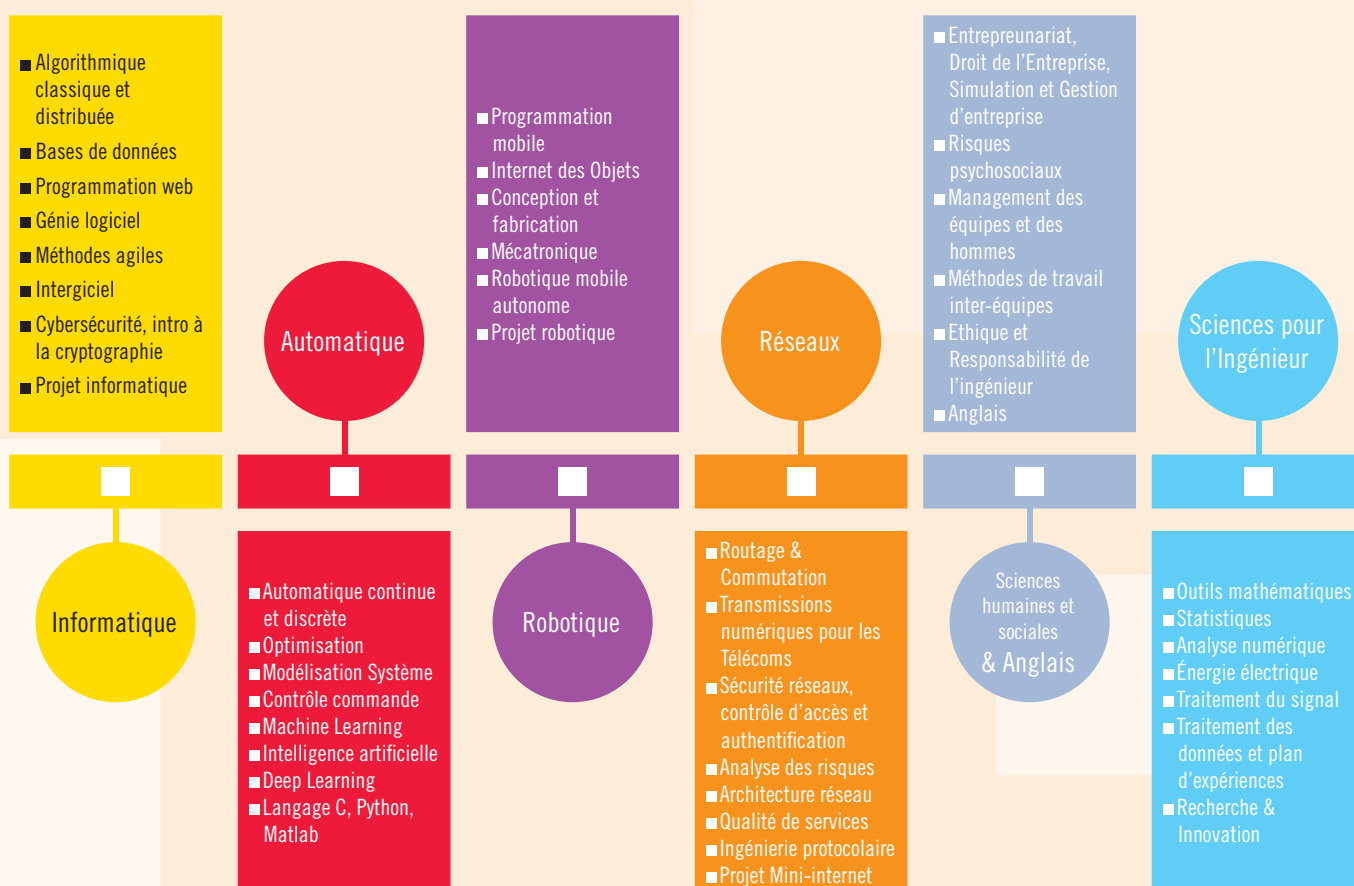 Algorithmique
classique et
distribuée
Bases de données
Programmation web
Génie logiciel
Méthodes agiles
Intergiciel
Cybersécurité, intro à
la cryptographie
Projet informatique
Informatique
Automatique
Automatique continue
et discrète
Optimisation
Modélisation Système
Contrôle commande
Machine Learning
Intelligence artificielle
Deep Learning
Langage C, Python,
Matlab
Programmation
mobile
Internet des Objets
Conception et
fabrication
Mécatronique
Robotique mobile
autonome
Projet robotique
Robotique
Réseaux
Routage &
Commutation
Transmissions
numériques pour les
Télécoms
Sécurité réseaux,
contrôle d'accès et
authentification
Analyse des risques
Architecture réseau
Qualité de services
Ingénierie protocolaire
Projet Mini-internet
Entrepreunariat,
Droit de l'Entreprise,
Simulation et Gestion
d'entreprise
Risques
psychosociaux
Management des
équipes et des
hommes
Méthodes de travail
inter-équipes
Ethique et
Responsabilité de
l'ingénieur
Anglais
Sciences
humaines et
sociales
& Anglais
Sciences pour
l'Ingénieur
Outils mathématiques
Statistiques
Analyse numérique
Énergie électrique
Traitement du signal
Traitement des
données et plan
d'expériences
Recherche &
Innovation